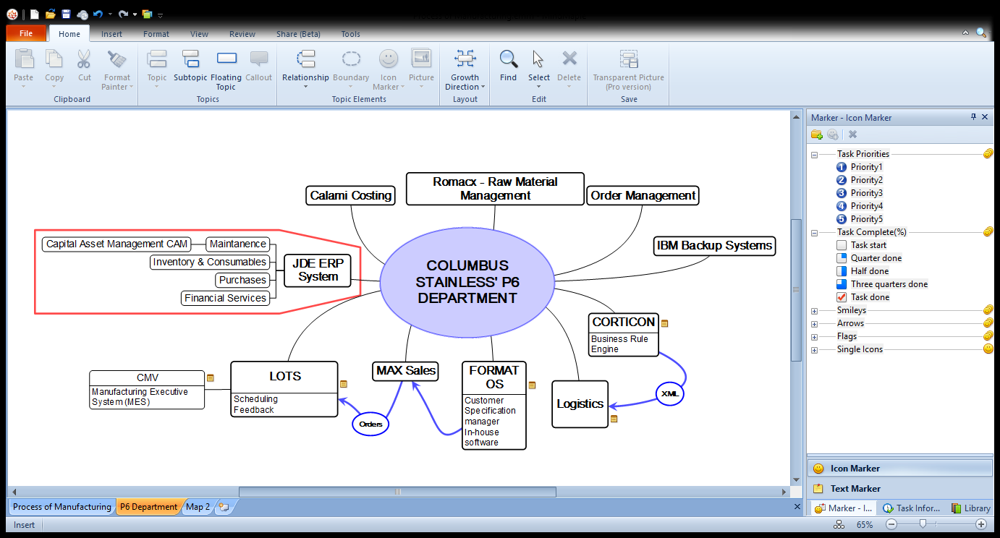 File
Home
Insert
Format
View
Review
Share (Beta)
Tools
Paste
Copy
Cut
Format
Painter
Clipboard
Topic
Subtopic
Floating
Topic
Callout
Topics
Relationship
Boundary
Icon
Marker
Picture
Topic Elements
Growth
Direction
Layout
Find
Select
Delete
Edit
Transparent Picture
(Pro version)
Save
Calami Costing
Romacx - Raw Material
Management
Order Management
IBM Backup Systems
Capital Asset Management CAM
Maintanence
Inventory & Consumables
Purchases
Financial Services
JDE ERP
System
COLUMBUS
STAINLESS' P6
DEPARTMENT
CORTICON
Business Rule
Engine
CMV
Manufacturing Executive
System (MES)
LOTS
Scheduling
Feedback
MAX Sales
Orders
FORMAT
OS
Customer
Specification
manager
In-house
software
Logistics
XML
Marker - Icon Marker
Task Priorities
1 Priority1
2 Priority2
3 Priority3
4 Priority4
5 Priority5
Task Complete(%)
Task start
Quarter done
Half done
Three quarters done
Task done
Smileys
Arrows
Flags
Single Icons
Icon Marker
Text Marker
Marker - I...
Task Infor...
Library
Process of Manufacturing
P6 Department
Map 2
Insert
65%